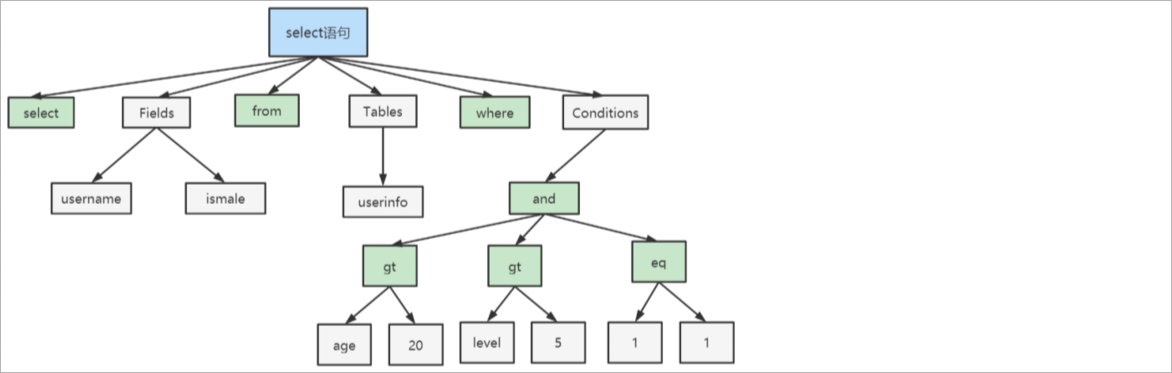 select语句
select
Fields
from
Tables
where
Conditions
username
ismale
userinfo
and
gt
gt
eq
age
20
level
5
1
1